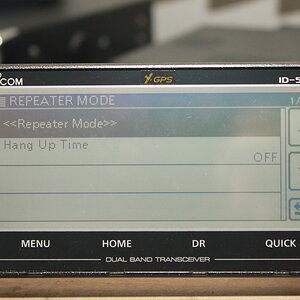 COM GPS ID-5
REPEATER MODE 1/
<<Repeater Mode>>
Hang Up Time
OFF
MENU HOME DR QUICK
DUAL BAND TRANSCEIVER